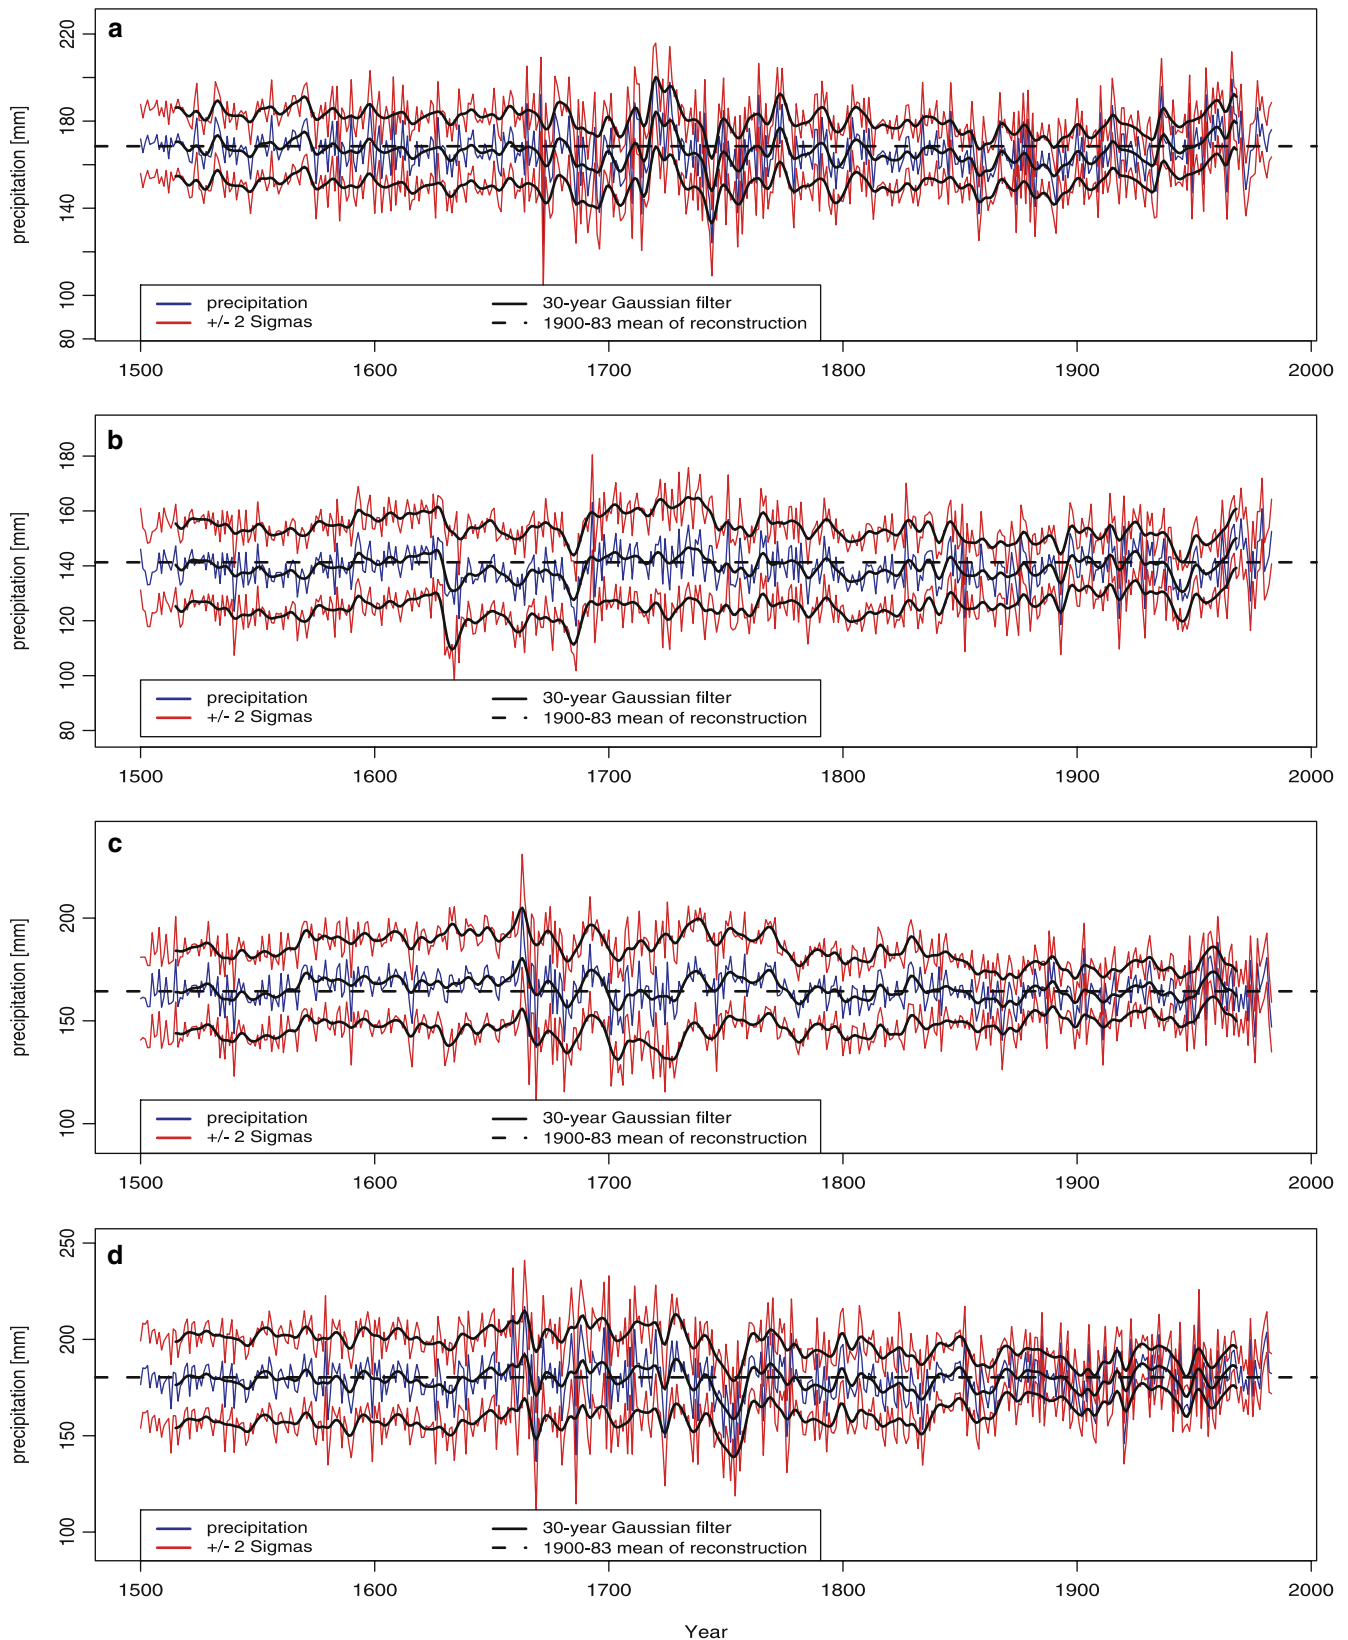 a
precipitation [mm]
220
180
140
100
80
precipitation 30-year Gaussian filter
+/- 2 Sigmas 1900-83 mean of reconstruction
1500 1600 1700 1800 1900 2000
b
precipitation [mm]
180
160
140
120
100
80
precipitation 30-year Gaussian filter
+/- 2 Sigmas 1900-83 mean of reconstruction
1500 1600 1700 1800 1900 2000
c
precipitation [mm]
200
150
100
precipitation 30-year Gaussian filter
+/- 2 Sigmas 1900-83 mean of reconstruction
1500 1600 1700 1800 1900 2000
d
precipitation [mm]
250
200
150
100
precipitation 30-year Gaussian filter
+/- 2 Sigmas 1900-83 mean of reconstruction
1500 1600 1700 1800 1900 2000
Year